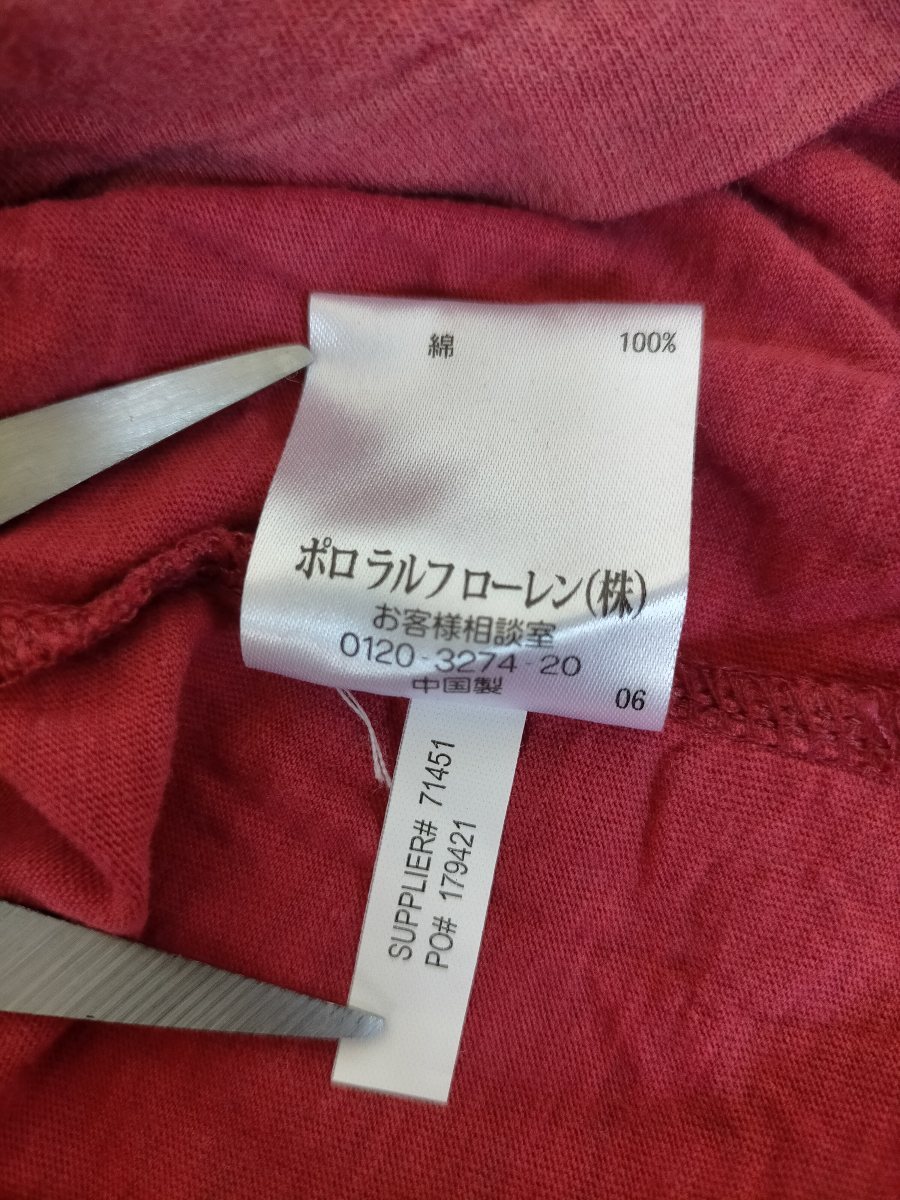 綿 100%
ポロ ラルフ ローレン(株)
お客様相談室
0120-3274-20
中国製 06
SUPPLIER# 71451
PO# 179421